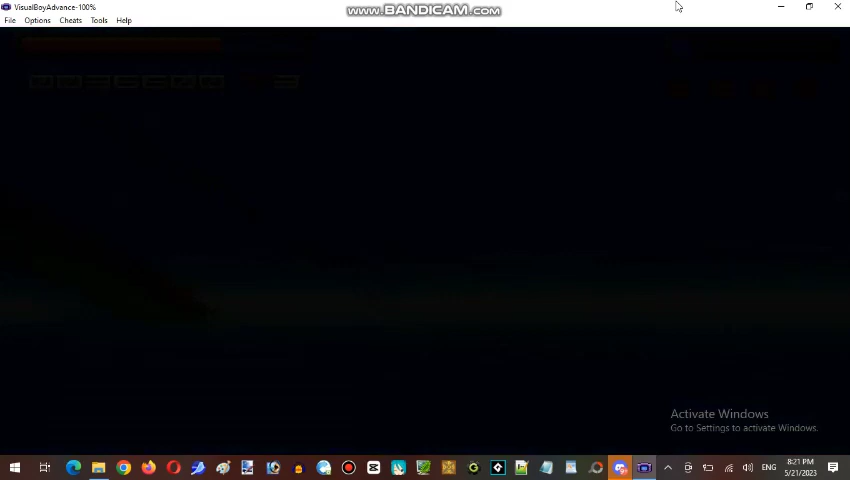 VisualBoyAdvance-100%
www.BANDICAM.com
File Options Cheats Tools Help
Activate Windows
Go to Settings to activate Windows.
ENG
8:21 PM
5/21/2023